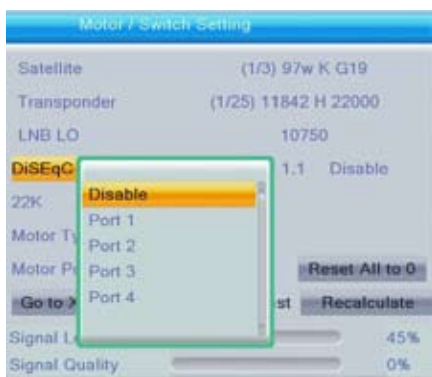 Motor / Switch Setting
Satellite (1/3) 97w K G19
Transponder (1/25) 11842 H 22000
LNB LO 10750
DiSEqC 1.1 Disable
Disable
22K
Port 1
Motor
Port 2
Motor
Port 3
Reset All to 0
Go to
Port 4
Recalculate
Signal 45%
Signal Quality 0%